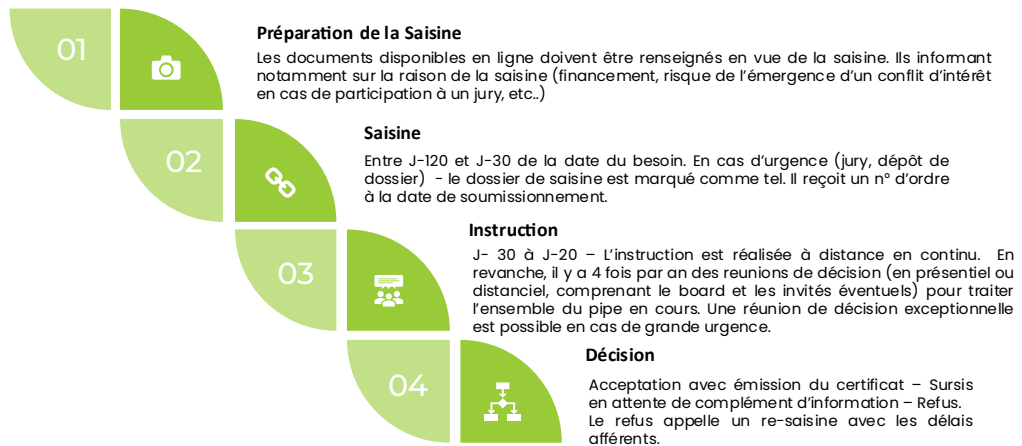 01
Préparation de la Saisine
Les documents disponibles en ligne doivent être renseignés en vue de la saisine. Ils informant
notamment sur la raison de la saisine (financement, risque de l'émergence d'un conflit d'intérêt
en cas de participation à un jury, etc..)
02
Saisine
Entre J-120 et J-30 de la date du besoin. En cas d'urgence (jury, dépôt de
dossier) - le dossier de saisine est marqué comme tel. Il reçoit un n° d'ordre
à la date de soumissionnement.
03
Instruction
J- 30 à J-20 – L'instruction est réalisée à distance en continu. En
revanche, il y a 4 fois par an des reunions de décision (en présentiel ou
distanciel, comprenant le board et les invités éventuels) pour traiter
l'ensemble du pipe en cours. Une réunion de décision exceptionnelle
est possible en cas de grande urgence.
04
Décision
Acceptation avec émission du certificat – Sursis
en attente de complément d'information – Refus.
Le refus appelle un re-saisine avec les délais
afférents.